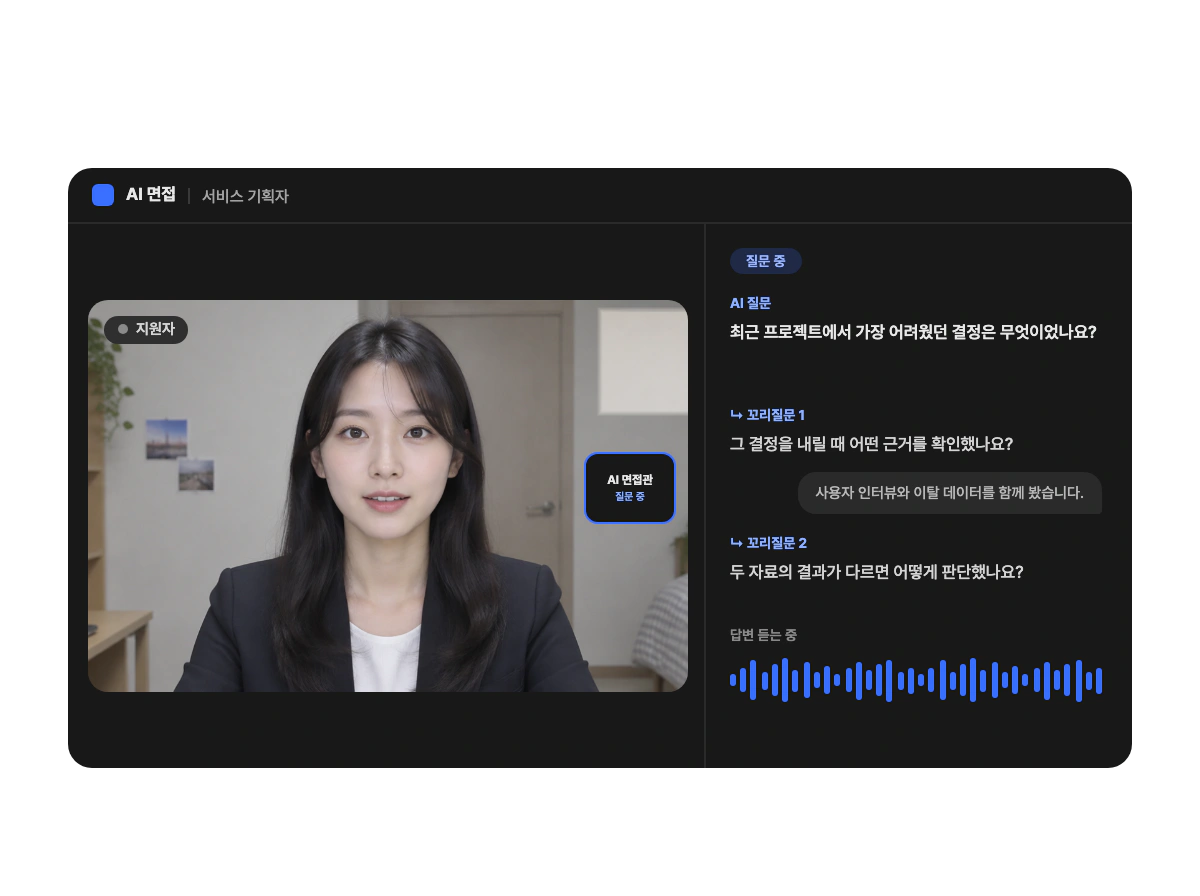 AI 면접 | 서비스 기획자
지원자
AI 면접관
질문 중
질문 중
AI 질문
최근 프로젝트에서 가장 어려웠던 결정은 무엇이었나요?
↳ 꼬리질문 1
그 결정을 내릴 때 어떤 근거를 확인했나요?
사용자 인터뷰와 이탈 데이터를 함께 봤습니다.
↳ 꼬리질문 2
두 자료의 결과가 다르면 어떻게 판단했나요?
답변 듣는 중